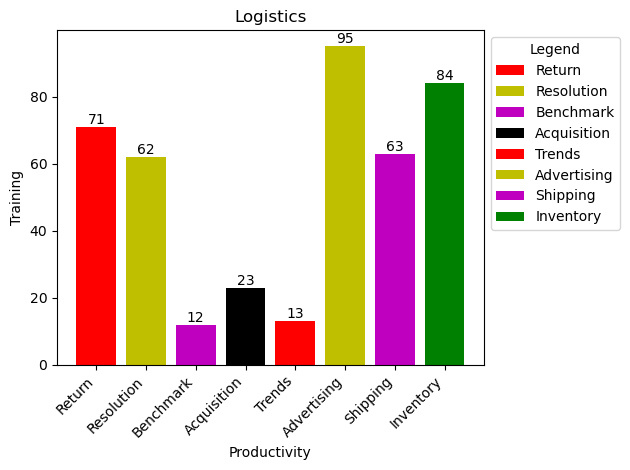 Logistics
Training
80
60
40
20
0
71
62
12
23
13
95
63
84
Return
Resolution
Benchmark
Acquisition
Trends
Advertising
Shipping
Inventory
Productivity
Legend
Return
Resolution
Benchmark
Acquisition
Trends
Advertising
Shipping
Inventory